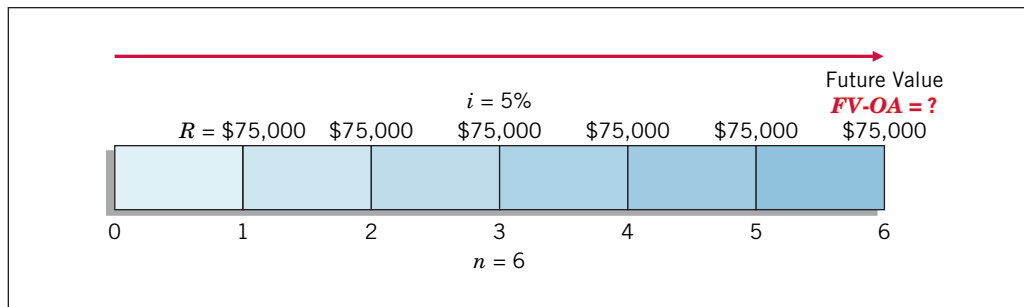 Future Value
i = 5%
FV-OA = ?
R = $75,000 $75,000 $75,000 $75,000 $75,000 $75,000
0 1 2 3 4 5 6
n = 6